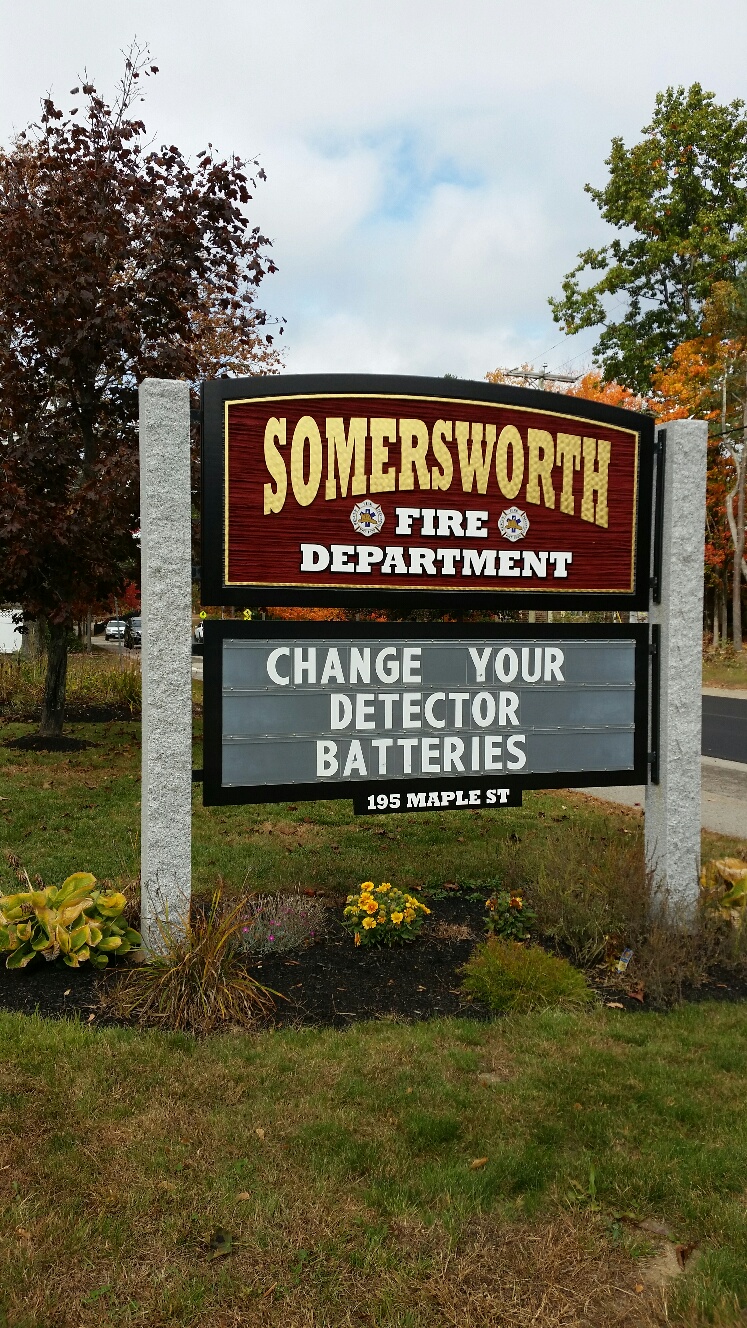 SOMERSWORTH
FIRE
DEPARTMENT
CHANGE YOUR
DETECTOR
BATTERIES
195 MAPLE ST